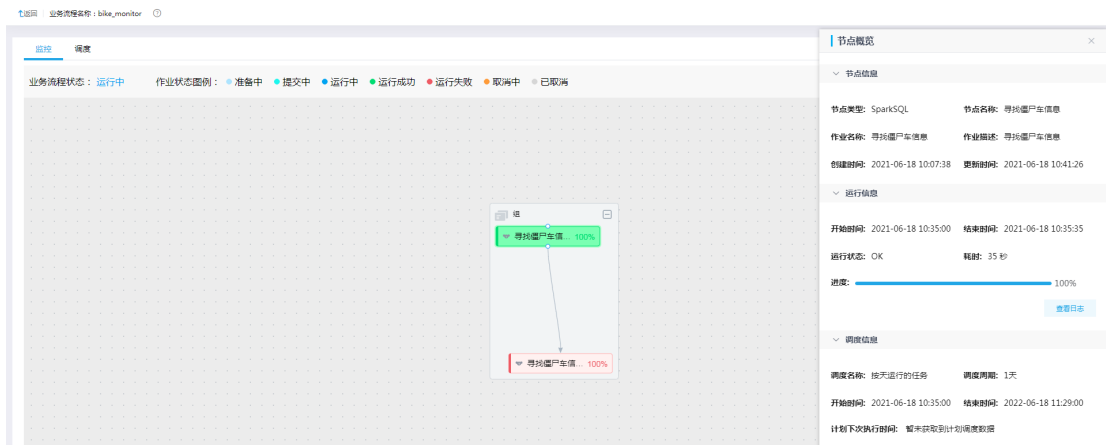 返回 业务流程名称：bike_monitor ?
监控 调度
业务流程状态： 运行中 作业状态图例： 准备中 提交中 运行中 运行成功 运行失败 取消中 已取消
组
寻找僵尸车信... 100%
寻找僵尸车信... 100%
节点概览
节点信息
节点类型: SparkSQL 节点名称: 寻找僵尸车信息
作业名称: 寻找僵尸车信息 作业描述: 寻找僵尸车信息
创建时间: 2021-06-18 10:07:38 更新时间: 2021-06-18 10:41:26
运行信息
开始时间: 2021-06-18 10:35:00 结束时间: 2021-06-18 10:35:35
运行状态: OK 耗时: 35 秒
进度: 100%
查看日志
调度信息
调度名称: 按天运行的任务 调度周期: 1天
开始时间: 2021-06-18 10:35:00 结束时间: 2022-06-18 11:29:00
计划下次执行时间: 暂未获取到计划调度数据